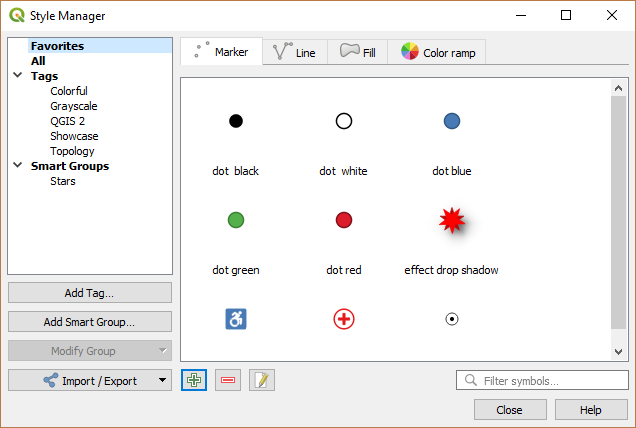 Style Manager
Favorites
All
Tags
Colorful
Grayscale
QGIS 2
Showcase
Topology
Smart Groups
Stars
Add Tag...
Add Smart Group...
Modify Group
Import / Export
Marker
Line
Fill
Color ramp
dot  black
dot  white
dot blue
dot green
dot red
effect drop shadow
Filter symbols...
Close
Help